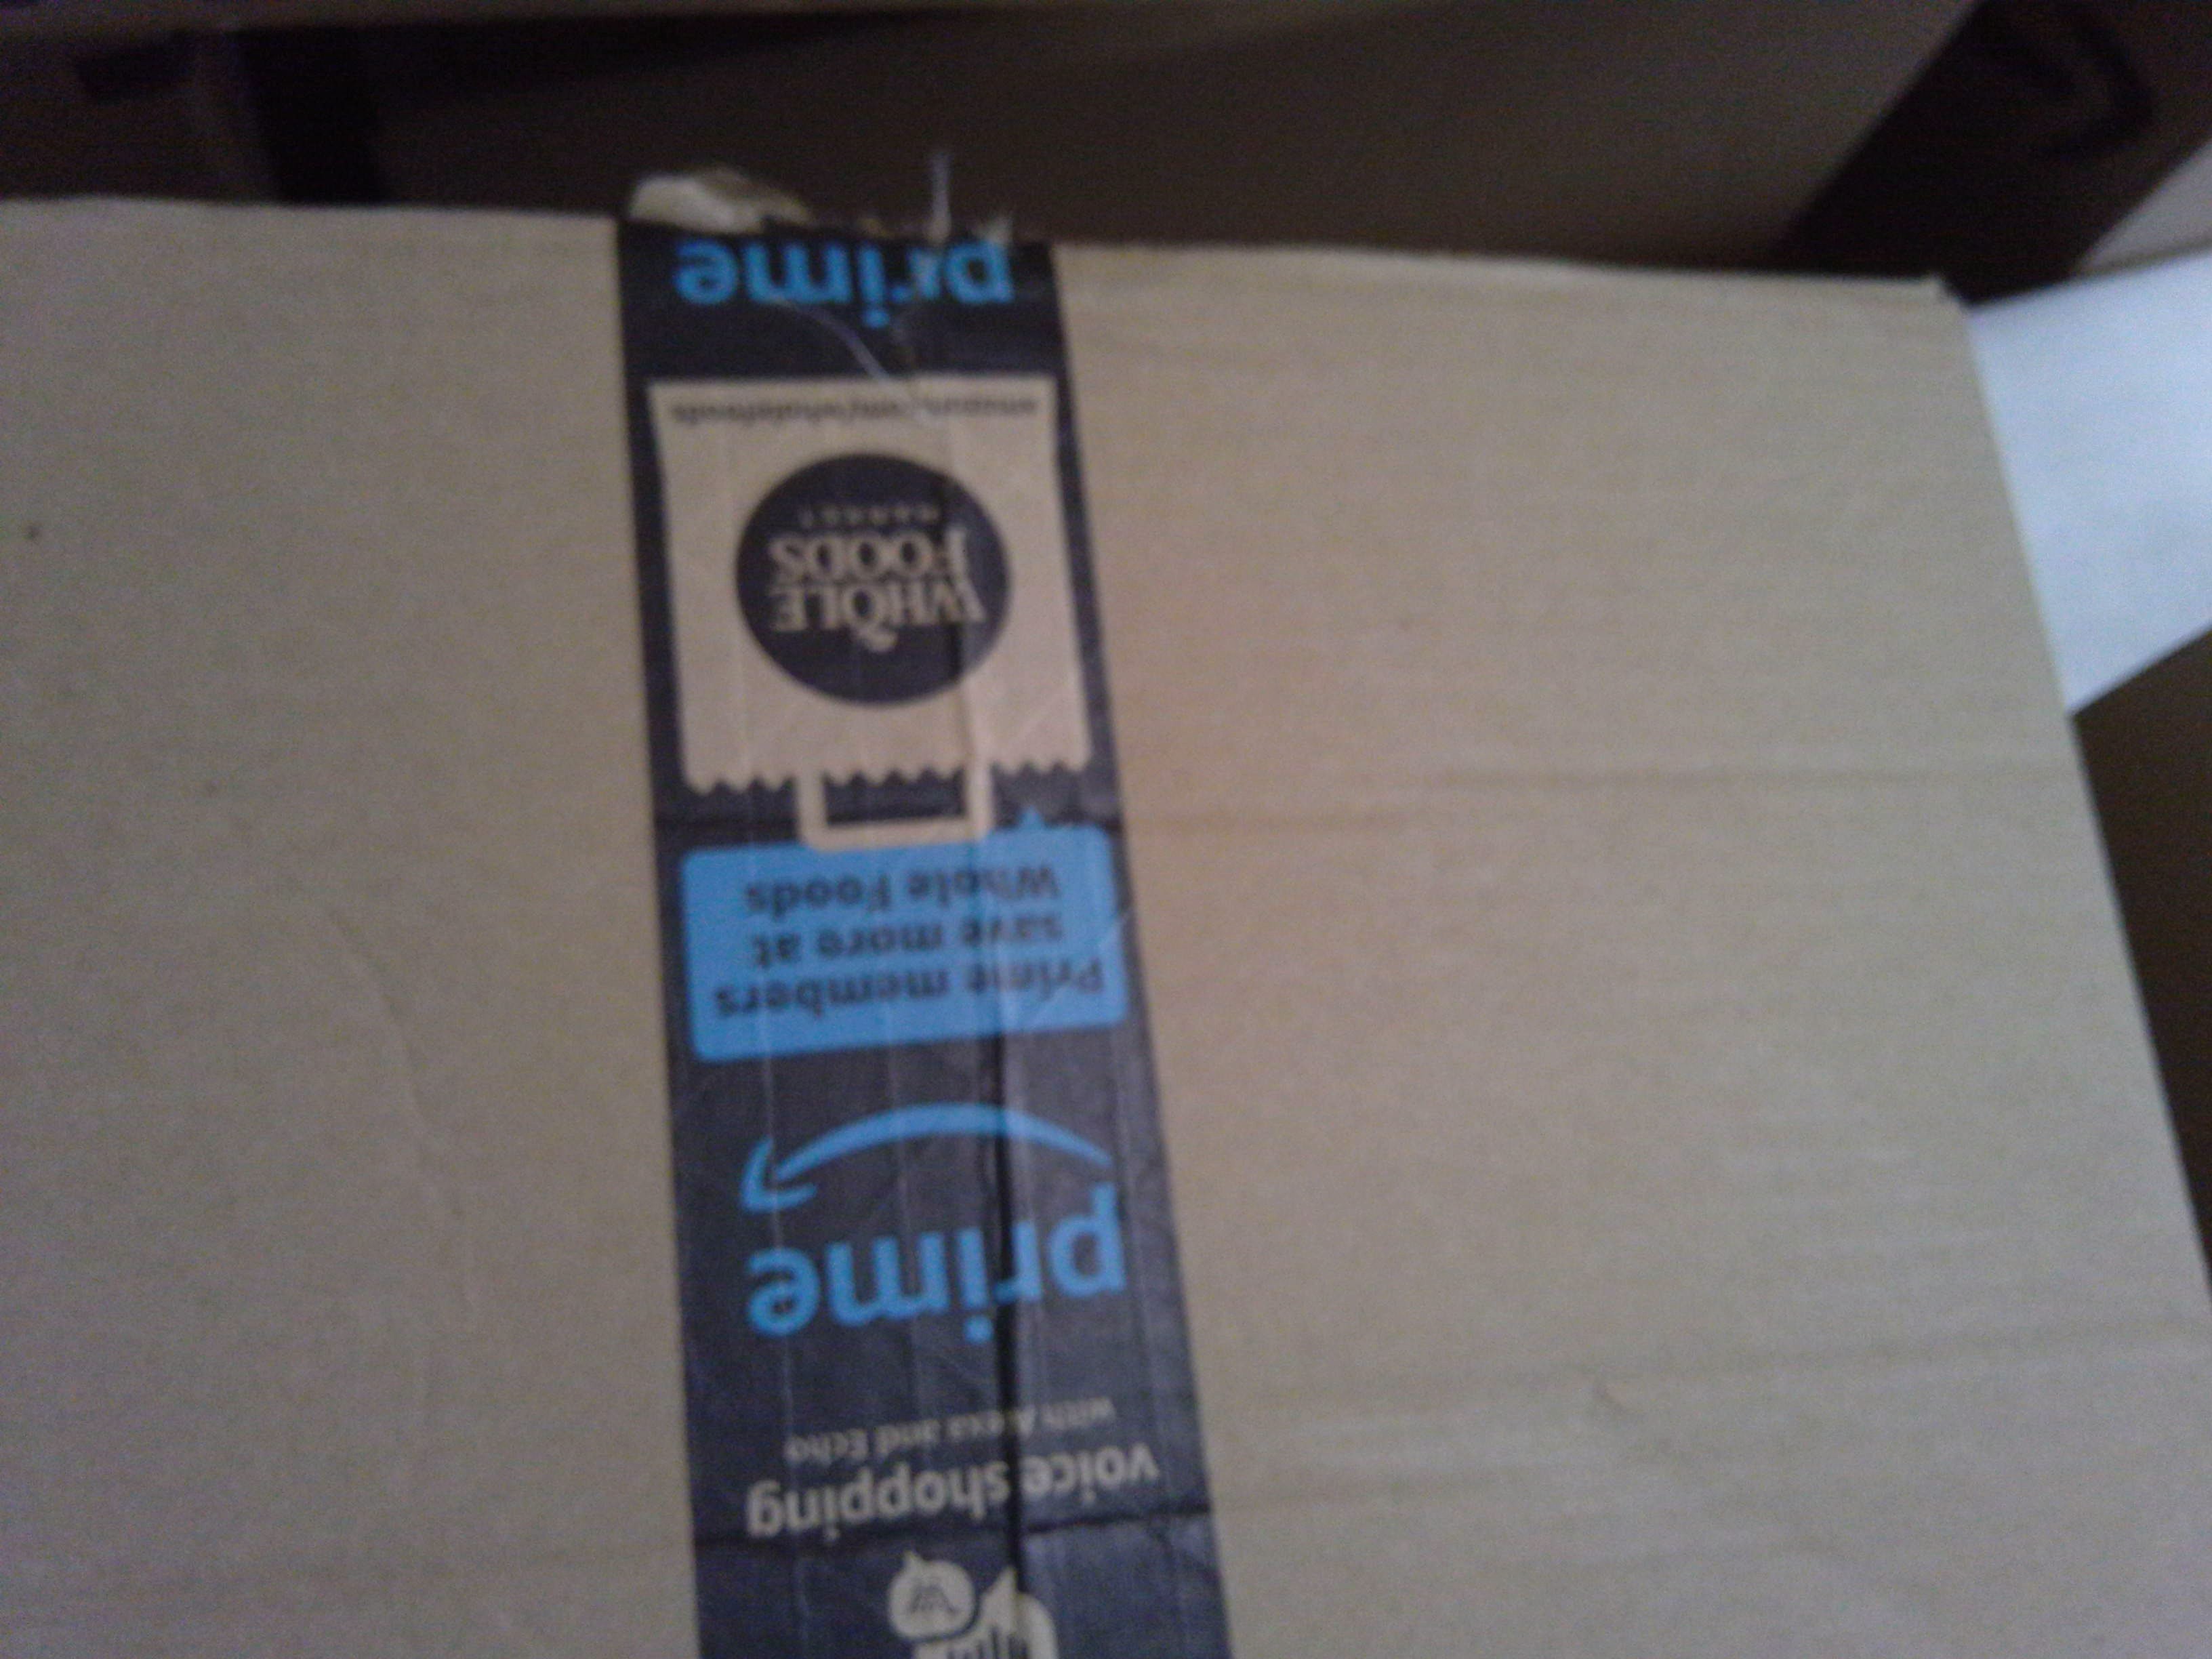 voice shopping
with Alexa and Echo
prime
Prime members
save more at
Whole Foods
WHOLE
FOODS
MARKET
amazon.com/wholefoods
prime